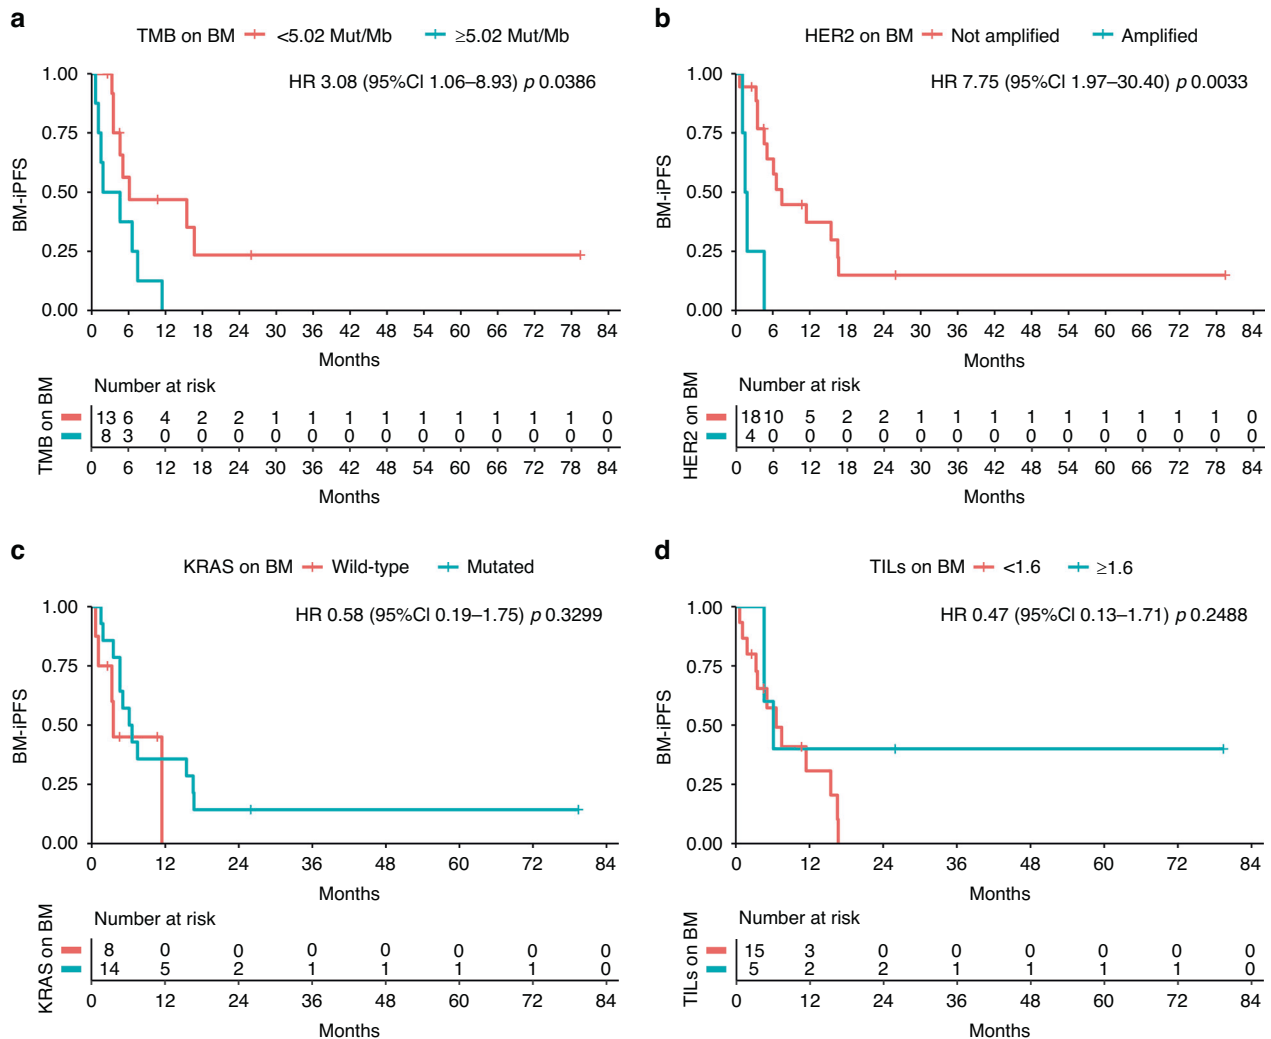 a
TMB on BM <5.02 Mut/Mb ≥5.02 Mut/Mb
HR 3.08 (95%CI 1.06–8.93) p 0.0386
BM-iPFS
1.00
0.75
0.50
0.25
0.00
0 6 12 18 24 30 36 42 48 54 60 66 72 78 84
Months
Number at risk
TMB on BM
13 6 4 2 2 1 1 1 1 1 1 1 1 1 0
8 3 0 0 0 0 0 0 0 0 0 0 0 0 0
0 6 12 18 24 30 36 42 48 54 60 66 72 78 84
Months
b
HER2 on BM Not amplified Amplified
HR 7.75 (95%CI 1.97–30.40) p 0.0033
BM-iPFS
1.00
0.75
0.50
0.25
0.00
0 6 12 18 24 30 36 42 48 54 60 66 72 78 84
Months
Number at risk
HER2 on BM
18 10 5 2 2 1 1 1 1 1 1 1 1 1 0
4 0 0 0 0 0 0 0 0 0 0 0 0 0 0
0 6 12 18 24 30 36 42 48 54 60 66 72 78 84
Months
c
KRAS on BM Wild-type Mutated
HR 0.58 (95%CI 0.19–1.75) p 0.3299
BM-iPFS
1.00
0.75
0.50
0.25
0.00
0 12 24 36 48 60 72 84
Months
Number at risk
KRAS on BM
8 0 0 0 0 0 0 0
14 5 2 1 1 1 1 0
0 12 24 36 48 60 72 84
Months
d
TILs on BM <1.6 ≥1.6
HR 0.47 (95%CI 0.13–1.71) p 0.2488
BM-iPFS
1.00
0.75
0.50
0.25
0.00
0 12 24 36 48 60 72 84
Months
Number at risk
TILs on BM
15 3 0 0 0 0 0 0
5 2 2 1 1 1 1 0
0 12 24 36 48 60 72 84
Months